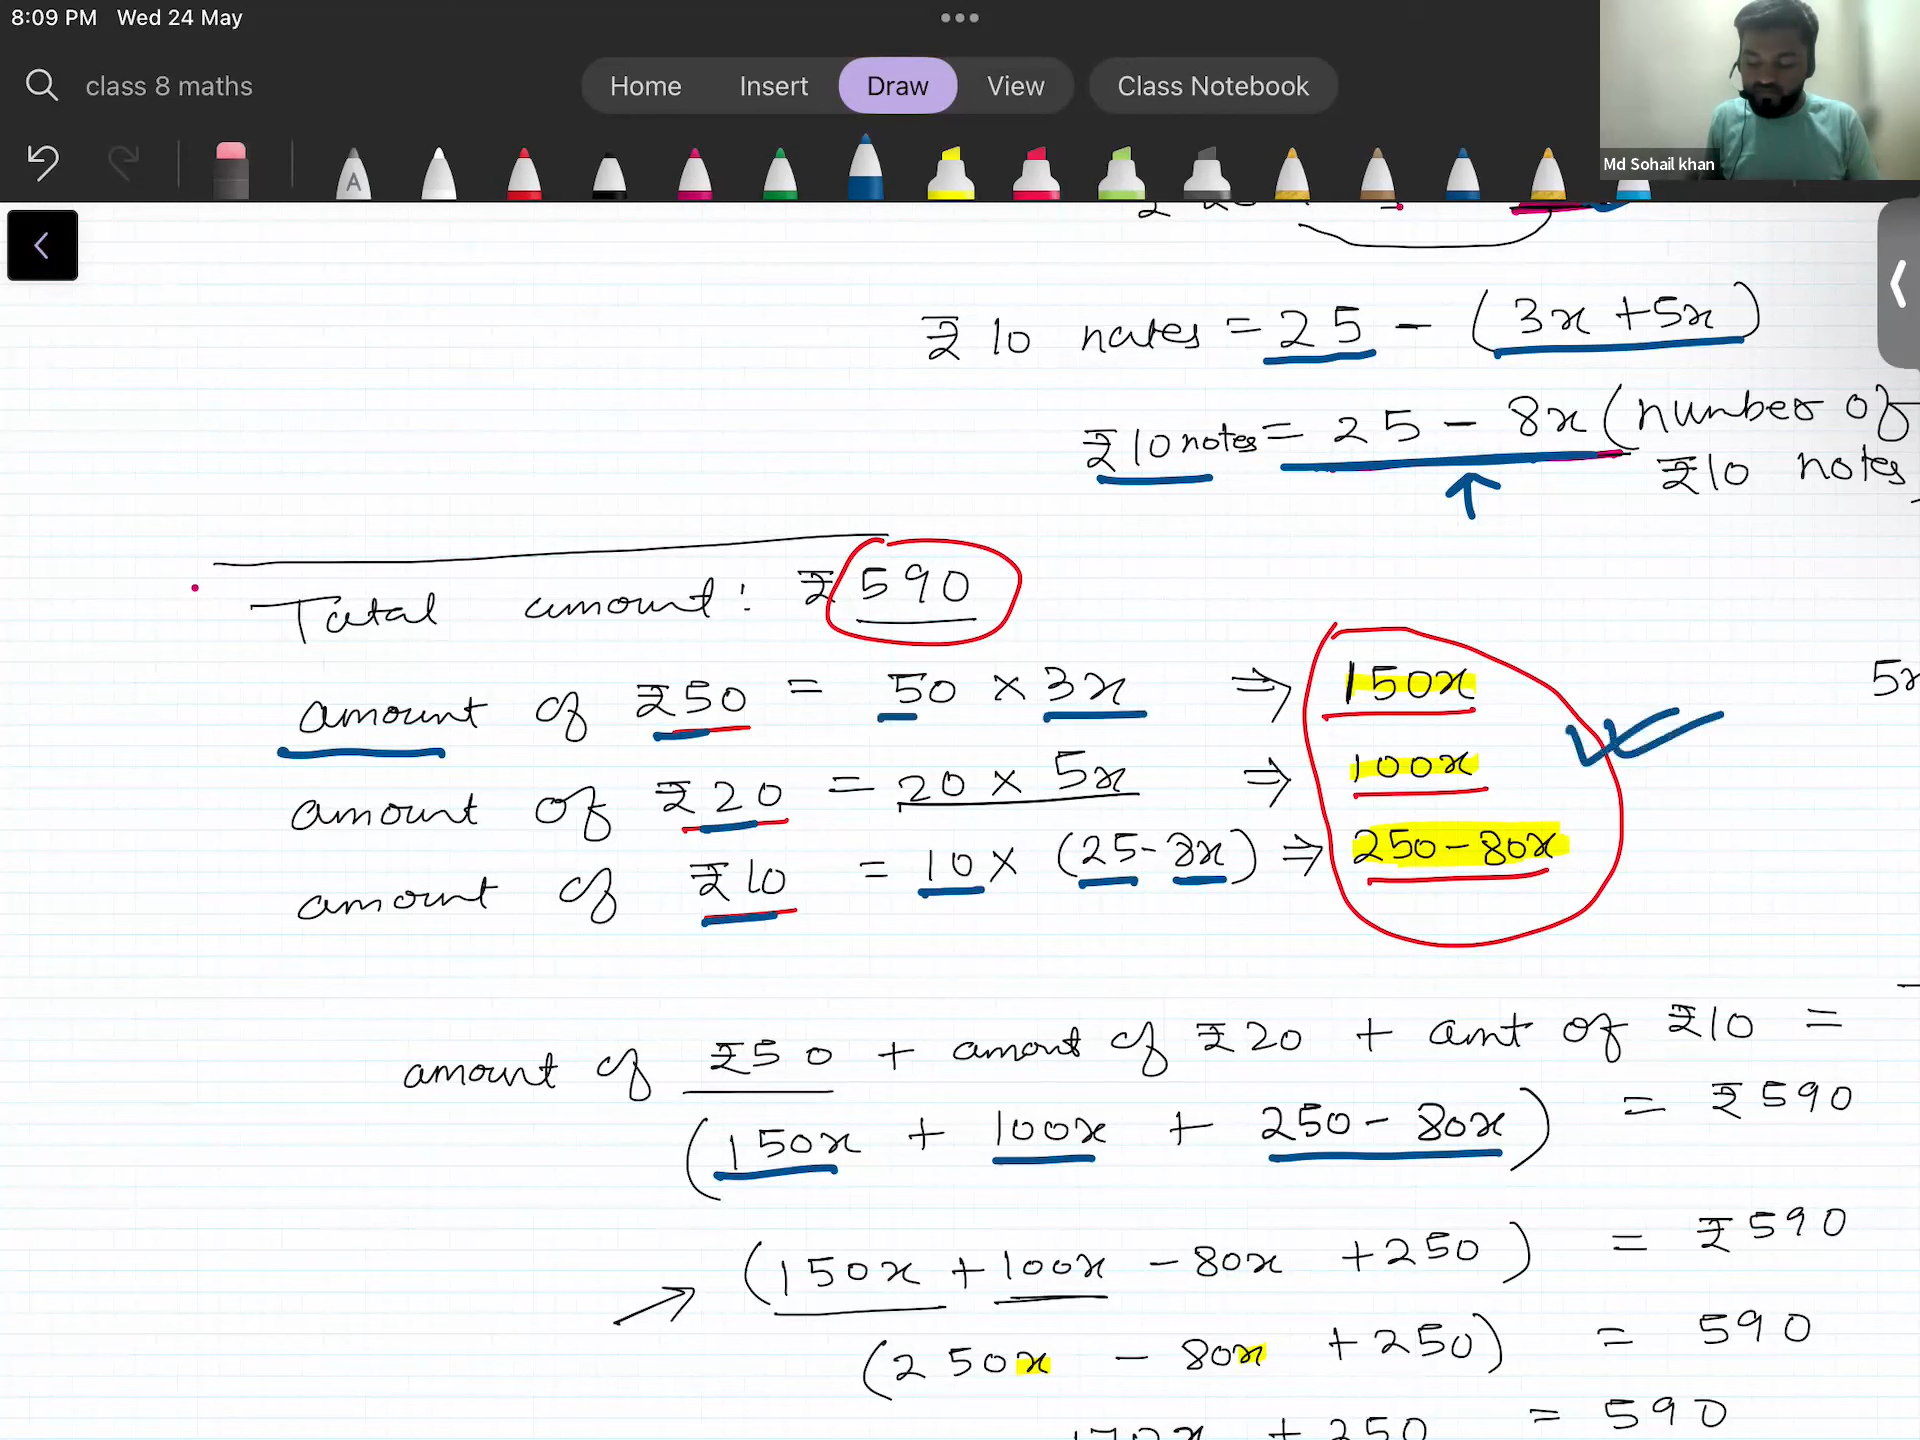 8:09 PM Wed 24 May
class 8 maths
Home Insert Draw View Class Notebook
A
Md Sohail khan
₹ 10 notes = 25 - (3x + 5x)
₹10 notes = 25 - 8x (number of
₹10 notes
Total amount : ₹ 590
amount of ₹50 = 50 × 3x ⇒ 150x
5x
amount of ₹20 = 20 × 5x ⇒ 100x
amount of ₹10 = 10 × (25 - 8x) ⇒ 250 - 80x
amount of ₹50 + amount of ₹20 + amt of ₹10 =
(150x + 100x + 250 - 80x) = ₹590
(150x + 100x - 80x + 250) = ₹590
(250x - 80x + 250) = 590
170x + 250 = 590